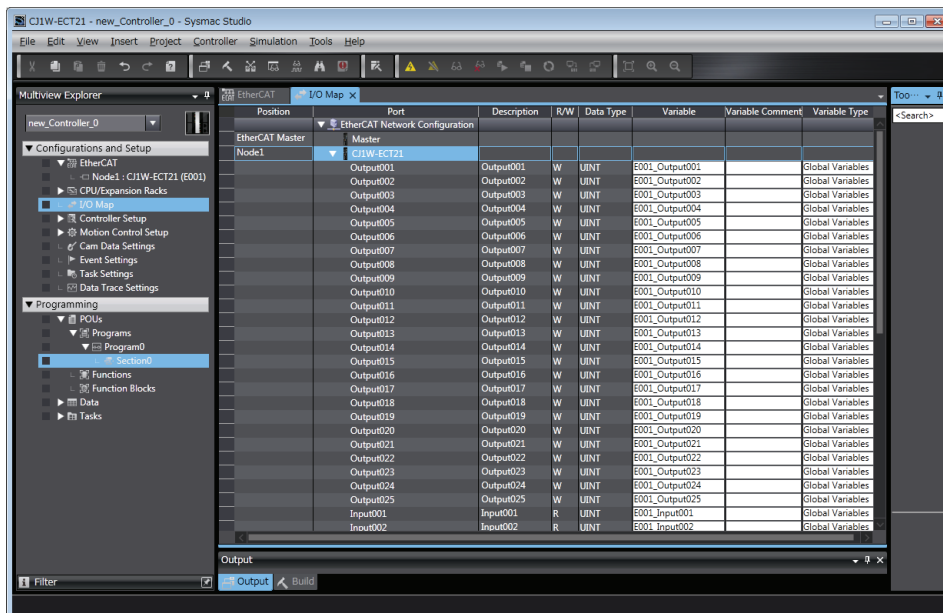 CJ1W-ECT21 - new_Controller_0 - Sysmac Studio
File Edit View Insert Project Controller Simulation Tools Help
Multiview Explorer
new_Controller_0
Configurations and Setup
EtherCAT
Node1 : CJ1W-ECT21 (E001)
CPU/Expansion Racks
I/O Map
Controller Setup
Motion Control Setup
Cam Data Settings
Event Settings
Task Settings
Data Trace Settings
Programming
POUs
Programs
Program0
Section0
Functions
Function Blocks
Data
Tasks
Filter
EtherCAT I/O Map
Position Port Description R/W Data Type Variable Variable Comment Variable Type
EtherCAT Network Configuration
EtherCAT Master Master
Node1 CJ1W-ECT21
Output001 Output001 W UINT E001_Output001 Global Variables
Output002 Output002 W UINT E001_Output002 Global Variables
Output003 Output003 W UINT E001_Output003 Global Variables
Output004 Output004 W UINT E001_Output004 Global Variables
Output005 Output005 W UINT E001_Output005 Global Variables
Output006 Output006 W UINT E001_Output006 Global Variables
Output007 Output007 W UINT E001_Output007 Global Variables
Output008 Output008 W UINT E001_Output008 Global Variables
Output009 Output009 W UINT E001_Output009 Global Variables
Output010 Output010 W UINT E001_Output010 Global Variables
Output011 Output011 W UINT E001_Output011 Global Variables
Output012 Output012 W UINT E001_Output012 Global Variables
Output013 Output013 W UINT E001_Output013 Global Variables
Output014 Output014 W UINT E001_Output014 Global Variables
Output015 Output015 W UINT E001_Output015 Global Variables
Output016 Output016 W UINT E001_Output016 Global Variables
Output017 Output017 W UINT E001_Output017 Global Variables
Output018 Output018 W UINT E001_Output018 Global Variables
Output019 Output019 W UINT E001_Output019 Global Variables
Output020 Output020 W UINT E001_Output020 Global Variables
Output021 Output021 W UINT E001_Output021 Global Variables
Output022 Output022 W UINT E001_Output022 Global Variables
Output023 Output023 W UINT E001_Output023 Global Variables
Output024 Output024 W UINT E001_Output024 Global Variables
Output025 Output025 W UINT E001_Output025 Global Variables
Input001 Input001 R UINT E001_Input001 Global Variables
Input002 Input002 R UINT E001_Input002 Global Variables
Output
Output Build
Too...
<Search>